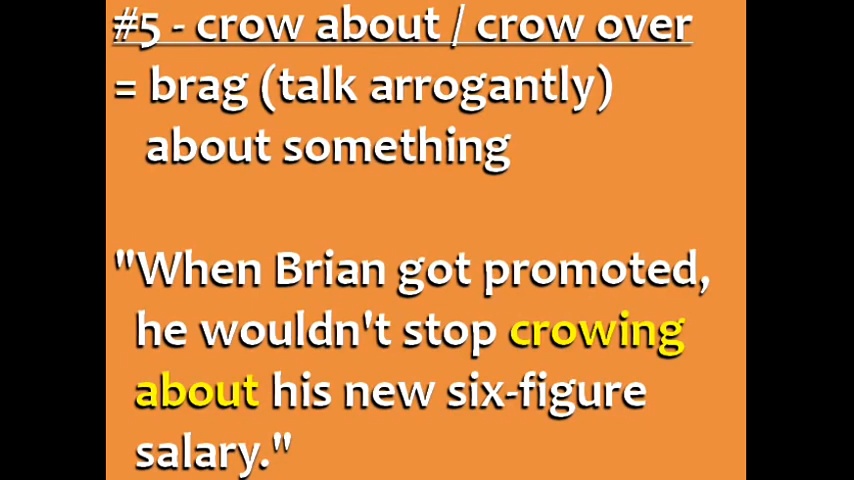 #5 - crow about / crow over
= brag (talk arrogantly)
about something
"When Brian got promoted,
he wouldn't stop crowing
about his new six-figure
salary."